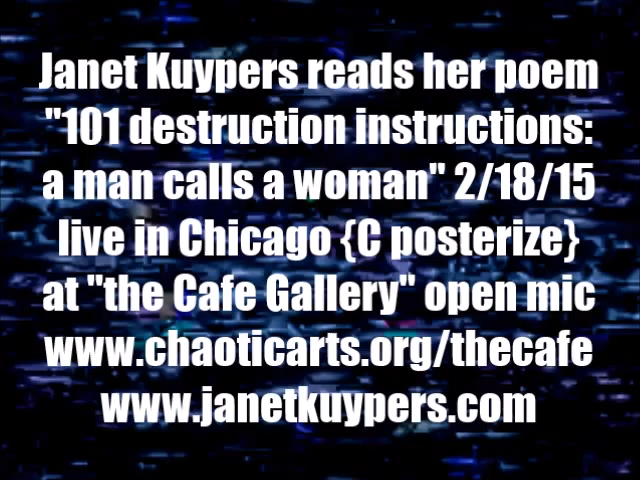 Janet Kuypers reads her poem
"101 destruction instructions:
a man calls a woman" 2/18/15
live in Chicago {C posterize}
at "the Cafe Gallery" open mic
www.chaoticarts.org/thecafe
www.janetkuypers.com